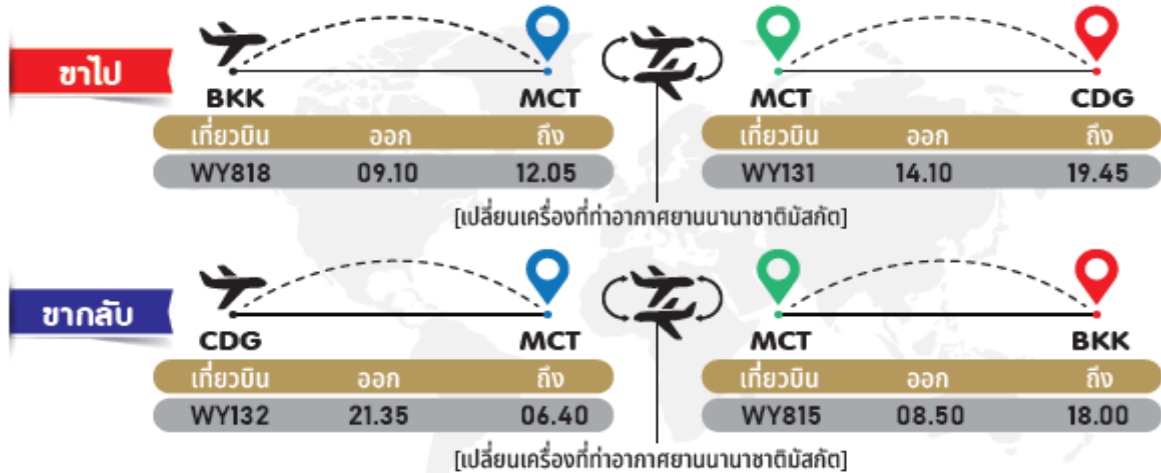 ขาไป
BKK MCT MCT CDG
เที่ยวบิน ออก ถึง เที่ยวบิน ออก ถึง
WY818 09.10 12.05 WY131 14.10 19.45
[เปลี่ยนเครื่องที่ท่าอากาศยานนานาชาติมัสกัต]
ขากลับ
CDG MCT MCT BKK
เที่ยวบิน ออก ถึง เที่ยวบิน ออก ถึง
WY132 21.35 06.40 WY815 08.50 18.00
[เปลี่ยนเครื่องที่ท่าอากาศยานนานาชาติมัสกัต]